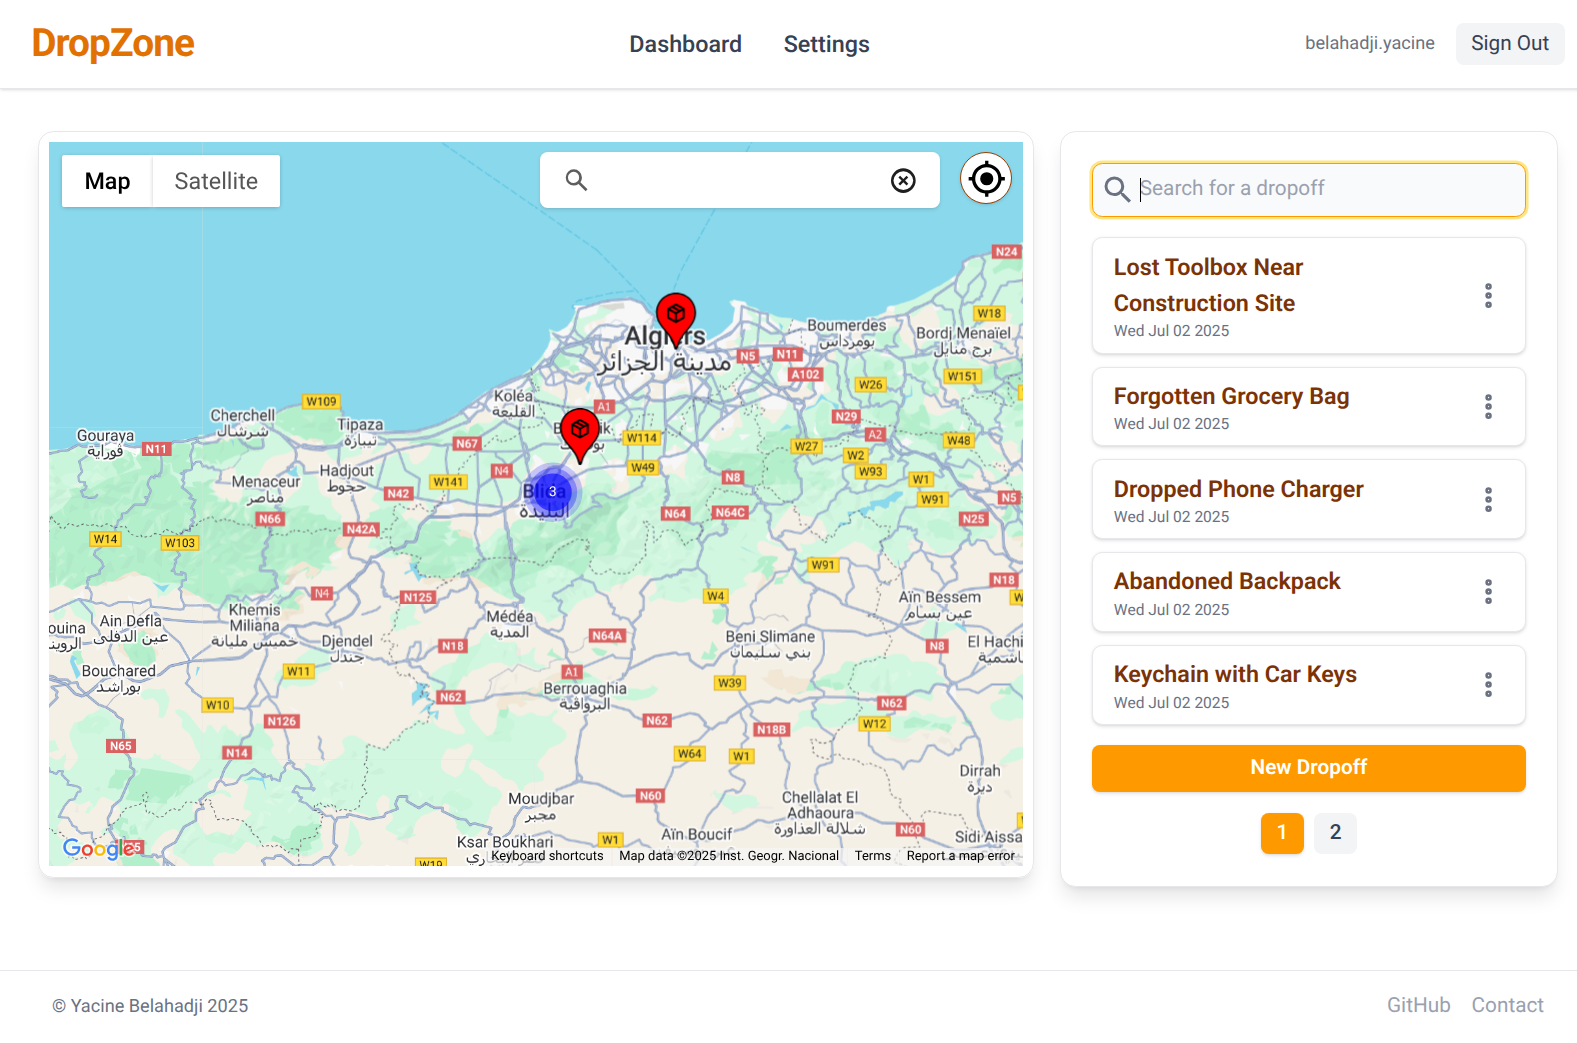 DropZone
Dashboard
Settings
belahadji.yacine
Sign Out
Map
Satellite
N24
W18
Boumerdes
بومرداس
Bordj Menaïel
برج منايل
Algiers
مدينة الجزائر
N5
N11
A102
W151
W26
Koléa
القليعة
A1
W109
Cherchell
شرشال
Tipaza
تيبازة
Gouraya
ڤوراية
N11
N67
W114
N29
A2
W48
W27
W2
W93
Hadjout
حجوط
N4
W49
N8
W1
W91
N5
Menaceur
مناصر
W141
N42
3
البليدة
N66
N42A
N64
N64C
N25
W14
W103
W91
N18
N4
N125
W4
Aïn Bessem
عين بسام
Khemis
Miliana
خميس مليانة
Ain Defla
عين الدفلى
Médéa
المدية
N64A
Beni Slimane
بني سليمان
Djendel
جندل
N18
N8
El Hachi
Bouchared
بوراشد
W11
A1
W39
Berrouaghia
البرواقية
W10
N62
N62
N126
N62
N18B
W12
N65
N14
W64
W1
Dirrah
ديرة
Moudjbar
مجبر
N60
Chellalat El
Adhaoura
شلالة العذاورة
N60
Aïn Boucif
Sidi Aissa
Ksar Boukhari
W1
W19
Google
Keyboard shortcuts
Map data ©2025 Inst. Geogr. Nacional
Terms
Report a map error
Search for a dropoff
Lost Toolbox Near
Construction Site
Wed Jul 02 2025
Forgotten Grocery Bag
Wed Jul 02 2025
Dropped Phone Charger
Wed Jul 02 2025
Abandoned Backpack
Wed Jul 02 2025
Keychain with Car Keys
Wed Jul 02 2025
New Dropoff
1
2
© Yacine Belahadji 2025
GitHub
Contact